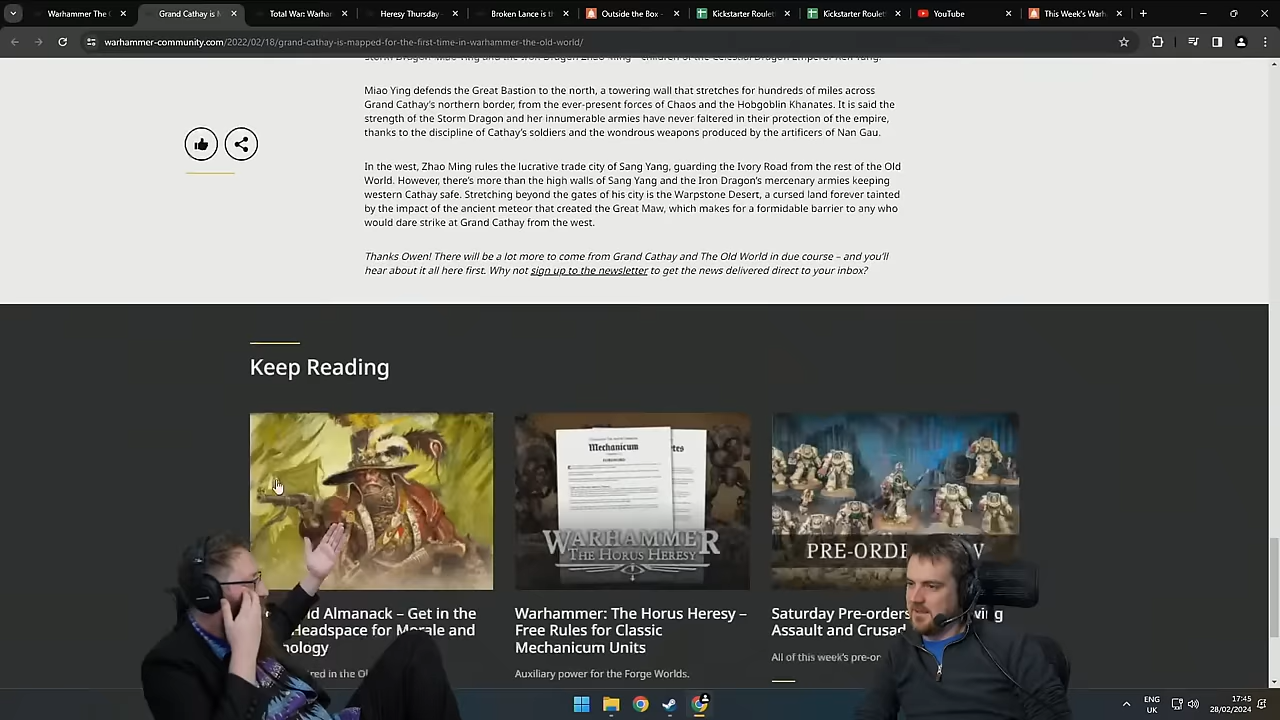 Warhammer The
Grand Cathay is M
Total War: Warhar
Heresy Thursday
Broken Lance is th
Outside the Box
Kickstarter Roulet
Kickstarter Roulet
YouTube
This Week's Warh
warhammer-community.com/2022/02/18/grand-cathay-is-mapped-for-the-first-time-in-warhammer-the-old-world/
Miao Ying defends the Great Bastion to the north, a towering wall that stretches for hundreds of miles across
Grand Cathay's northern border, from the ever-present forces of Chaos and the Hobgoblin Khanates. It is said the
strength of the Storm Dragon and her innumerable armies have never faltered in their protection of the empire,
thanks to the discipline of Cathay's soldiers and the wondrous weapons produced by the artificers of Nan Gau.
In the west, Zhao Ming rules the lucrative trade city of Sang Yang, guarding the Ivory Road from the rest of the Old
World. However, there's more than the high walls of Sang Yang and the Iron Dragon's mercenary armies keeping
western Cathay safe. Stretching beyond the gates of his city is the Warpstone Desert, a cursed land forever tainted
by the impact of the ancient meteor that created the Great Maw, which makes for a formidable barrier to any who
would dare strike at Grand Cathay from the west.
Thanks Owen! There will be a lot more to come from Grand Cathay and The Old World in due course – and you'll
hear about it all here first. Why not sign up to the newsletter to get the news delivered direct to your inbox?
Keep Reading
Mechanicum
WARHAMMER
THE HORUS HERESY
PRE-ORDE
Almanack – Get in the
Headspace for Morale and
Warhammer: The Horus Heresy –
Free Rules for Classic
Mechanicum Units
Auxiliary power for the Forge Worlds.
Saturday Pre-orders
Assault and Crusad
All of this week's pre-or
ENG
UK
17:45
28/02/2024